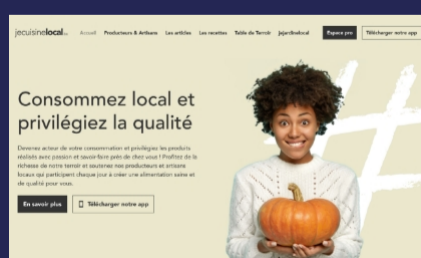 jecuisinelocal
Accueil Producteurs & Artisans Les articles Les recettes Table de Terroir jejardinelocal Espace pro Télécharger notre app
Consommez local et
privilégiez la qualité
Devenez acteur de votre consommation et privilégiez les produits
réalisés avec passion et savoir-faire près de chez vous ! Profitez de la
richesse de notre terroir et soutenez nos producteurs et artisans
locaux qui participent chaque jour à créer une alimentation saine et
de qualité pour vous.
En savoir plus Télécharger notre app